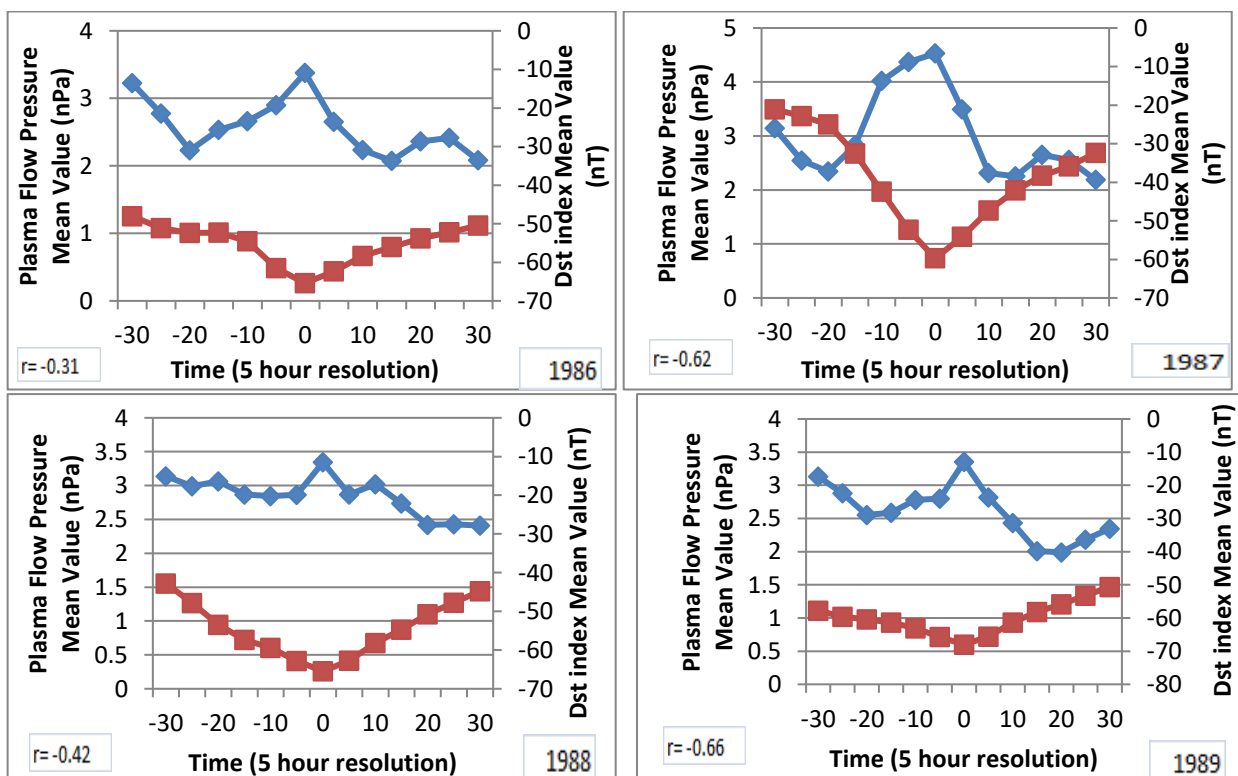 Plasma Flow Pressure
Mean Value (nPa)
4
3
2
1
0
0
-10
-20
-30
-40
-50
-60
-70
Dst index Mean Value
(nT)
-30 -20 -10 0 10 20 30
r= -0.31
Time (5 hour resolution)
1986
Plasma Flow Pressure
Mean Value (nPa)
5
4
3
2
1
0
0
-10
-20
-30
-40
-50
-60
-70
Dst index Mean Value
(nT)
-30 -20 -10 0 10 20 30
r= -0.62
Time (5 hour resolution)
1987
Plasma Flow Pressure
Mean Value (nPa)
4
3.5
3
2.5
2
1.5
1
0.5
0
0
-10
-20
-30
-40
-50
-60
-70
Dst index Mean Value (nT)
-30 -20 -10 0 10 20 30
r= -0.42
Time (5 hour resolution)
1988
Plasma Flow Pressure
Mean Value (nPa)
4
3.5
3
2.5
2
1.5
1
0.5
0
0
-10
-20
-30
-40
-50
-60
-70
-80
Dst index Mean Value (nT)
-30 -20 -10 0 10 20 30
r= -0.66
Time (5 hour resolution)
1989